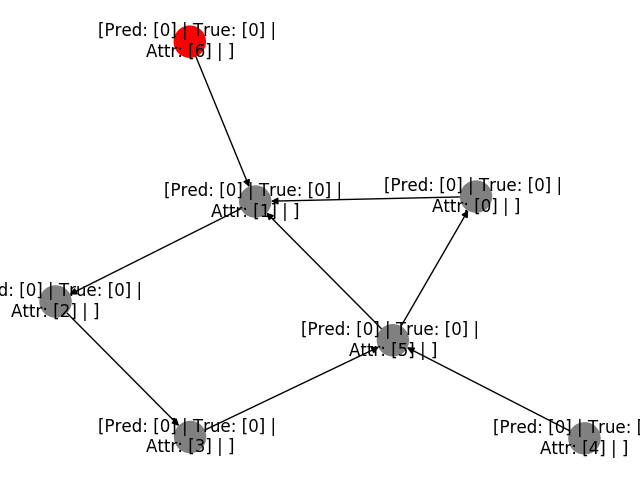 [Pred: [0] | True: [0] |
Attr: [6] | ]
[Pred: [0] | True: [0] |
Attr: [1] | ]
[Pred: [0] | True: [0] |
Attr: [0] | ]
d: [0] | True: [0] |
Attr: [2] | ]
[Pred: [0] | True: [0] |
Attr: [5] | ]
[Pred: [0] | True: [0] |
Attr: [3] | ]
[Pred: [0] | True: [
Attr: [4] | ]